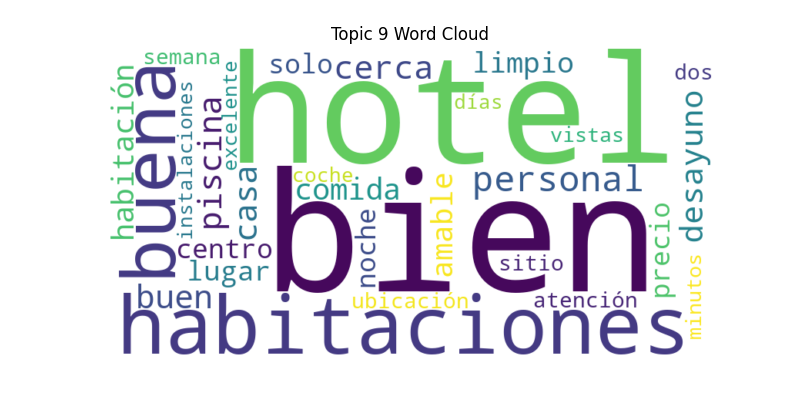 Topic 9 Word Cloud
semana
solo
cerca
limpio
dos
hotel
habitación
buena
instalaciones
piscina
excelente
días
vistas
desayuno
casa
coche
comida
personal
bien
noche
amable
centro
lugar
sitio
precio
minutos
buen
ubicación
atención
habitaciones